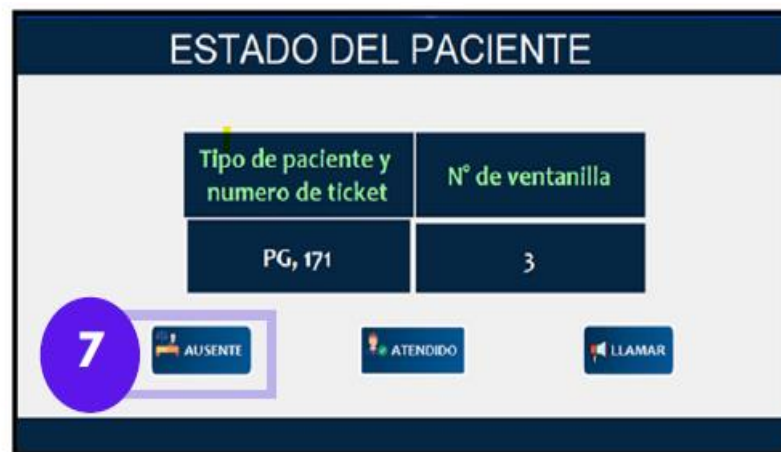 ESTADO DEL PACIENTE
Tipo de paciente y
numero de ticket
N° de ventanilla
PG, 171
3
7
AUSENTE
ATENDIDO
LLAMAR